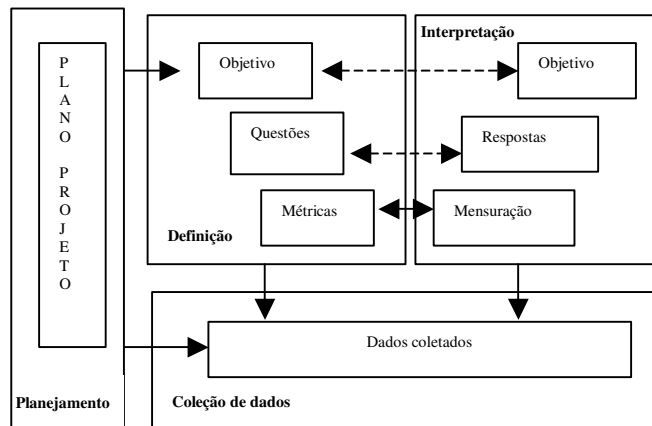 P
L
A
N
O
P
R
O
J
E
T
O
Planejamento
Objetivo
Questões
Métricas
Definição
Interpretação
Objetivo
Respostas
Mensuração
Dados coletados
Coleção de dados